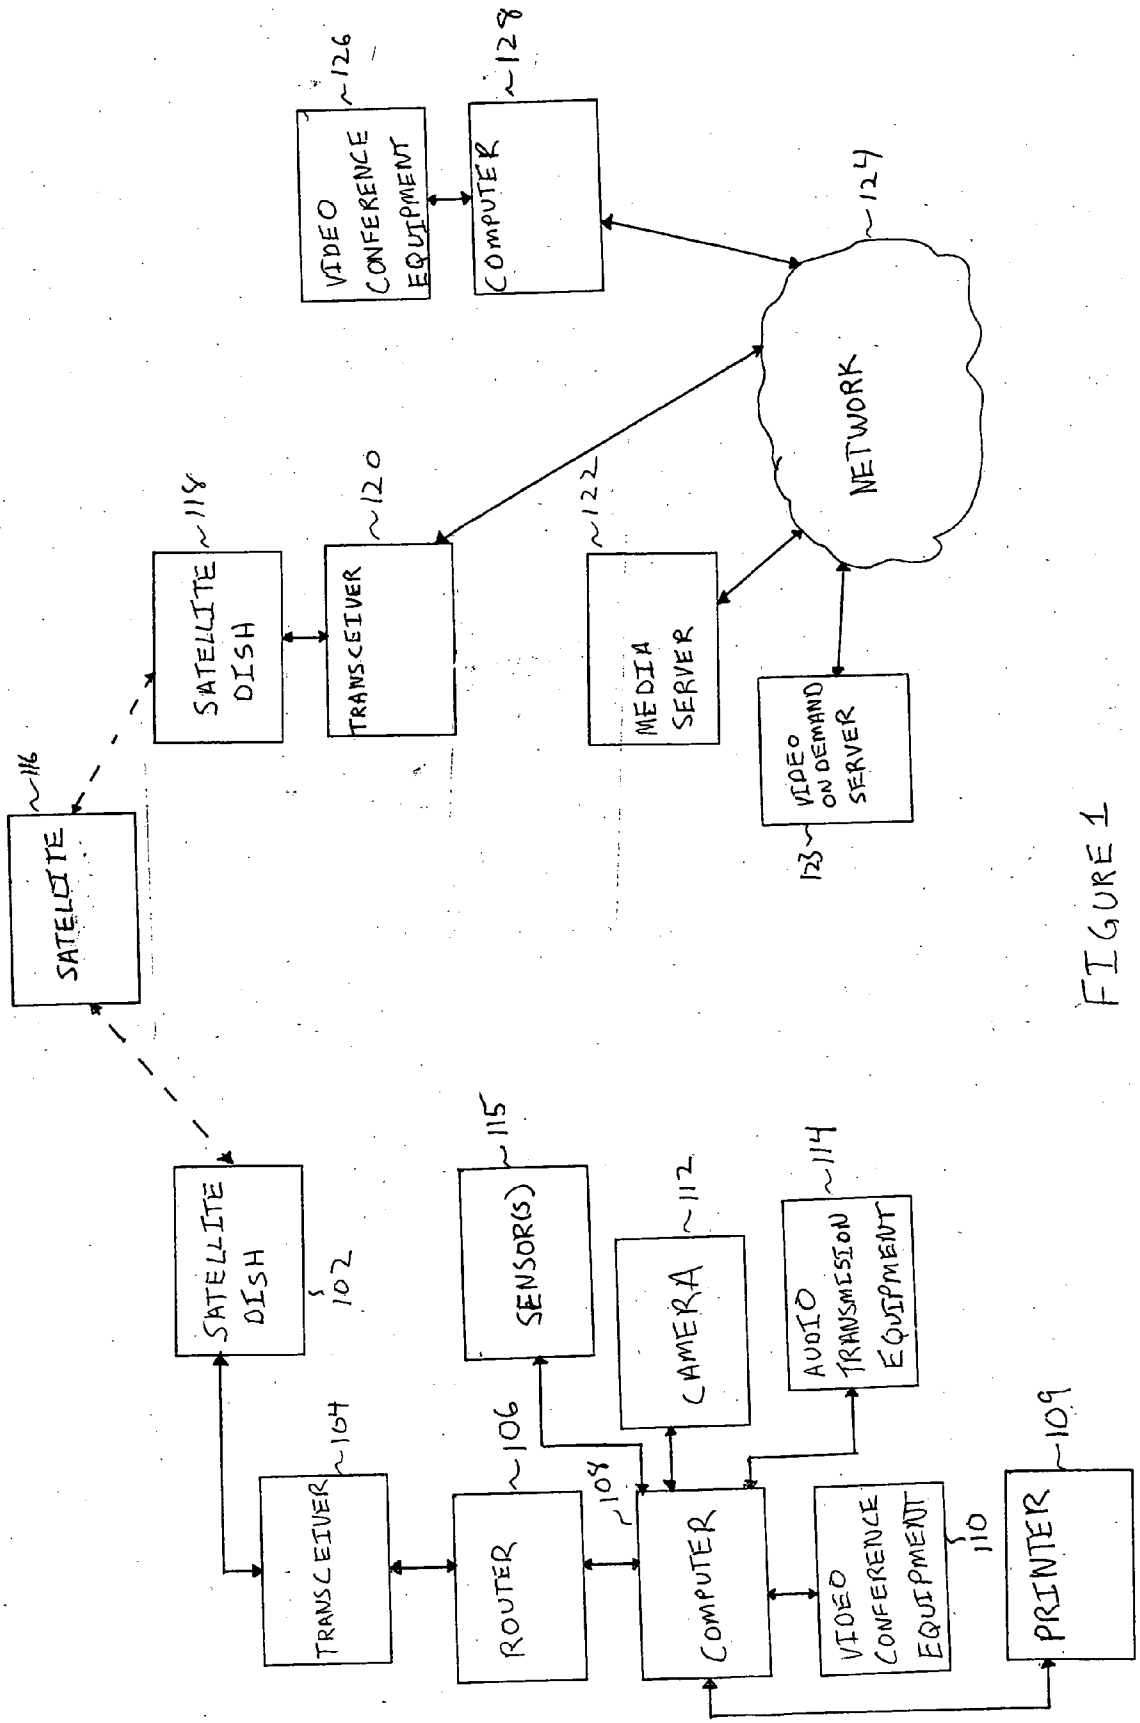 SATELLITE
~116
SATELLITE
DISH
102
SATELLITE
DISH
~118
TRANSCEIVER
~104
TRANSCEIVER
~120
VIDEO
CONFERENCE
EQUIPMENT
~126
ROUTER
~106
SENSOR(S)
~115
COMPUTER
~128
COMPUTER
108
CAMERA
~112
MEDIA
SERVER
~122
VIDEO
CONFERENCE
EQUIPMENT
110
AUDIO
TRANSMISION
EQUIPMENT
~114
VIDEO
ON DEMAND
SERVER
123
NETWORK
~124
PRINTER
~109
FIGURE 1